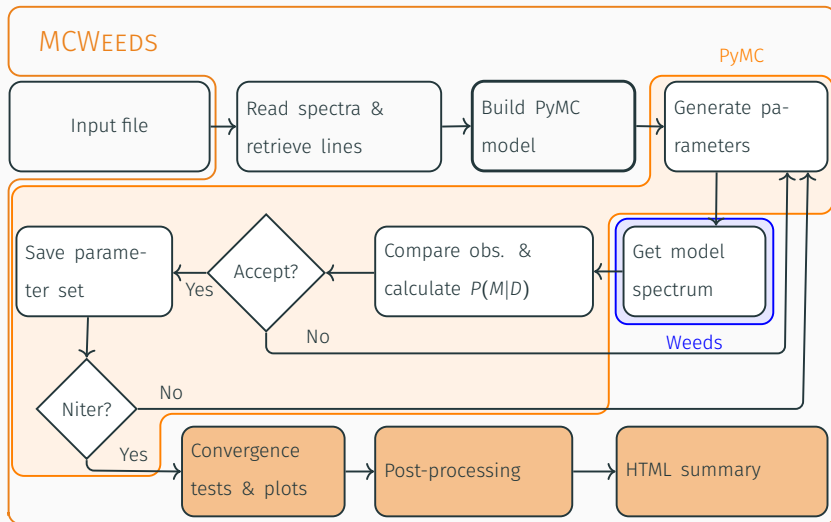 MCWEEDS
PyMC
Input file
Read spectra &
retrieve lines
Build PyMC
model
Generate pa-
rameters
Save parame-
ter set
Accept?
Yes
No
Compare obs. &
calculate P(M|D)
Get model
spectrum
Weeds
Niter?
No
Yes
Convergence
tests & plots
Post-processing
HTML summary